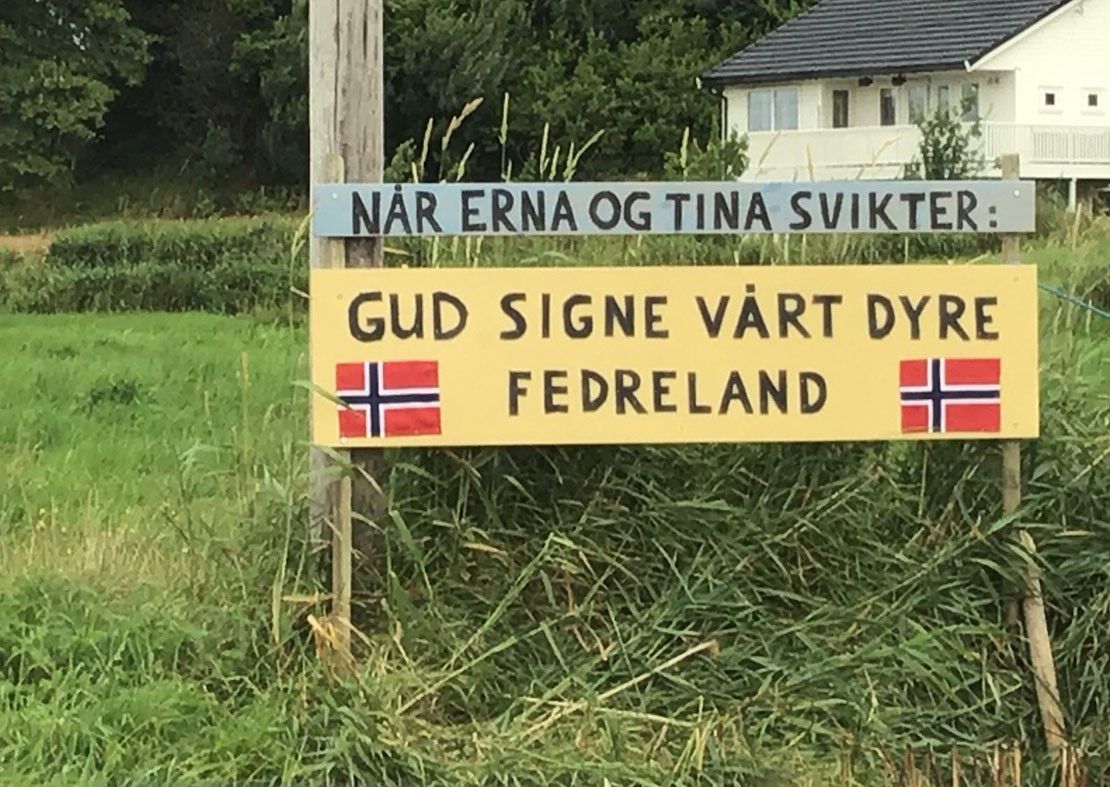 NÅR ERNA OG TINA SVIKTER:
GUD SIGNE VÅRT DYRE
FEDRELAND